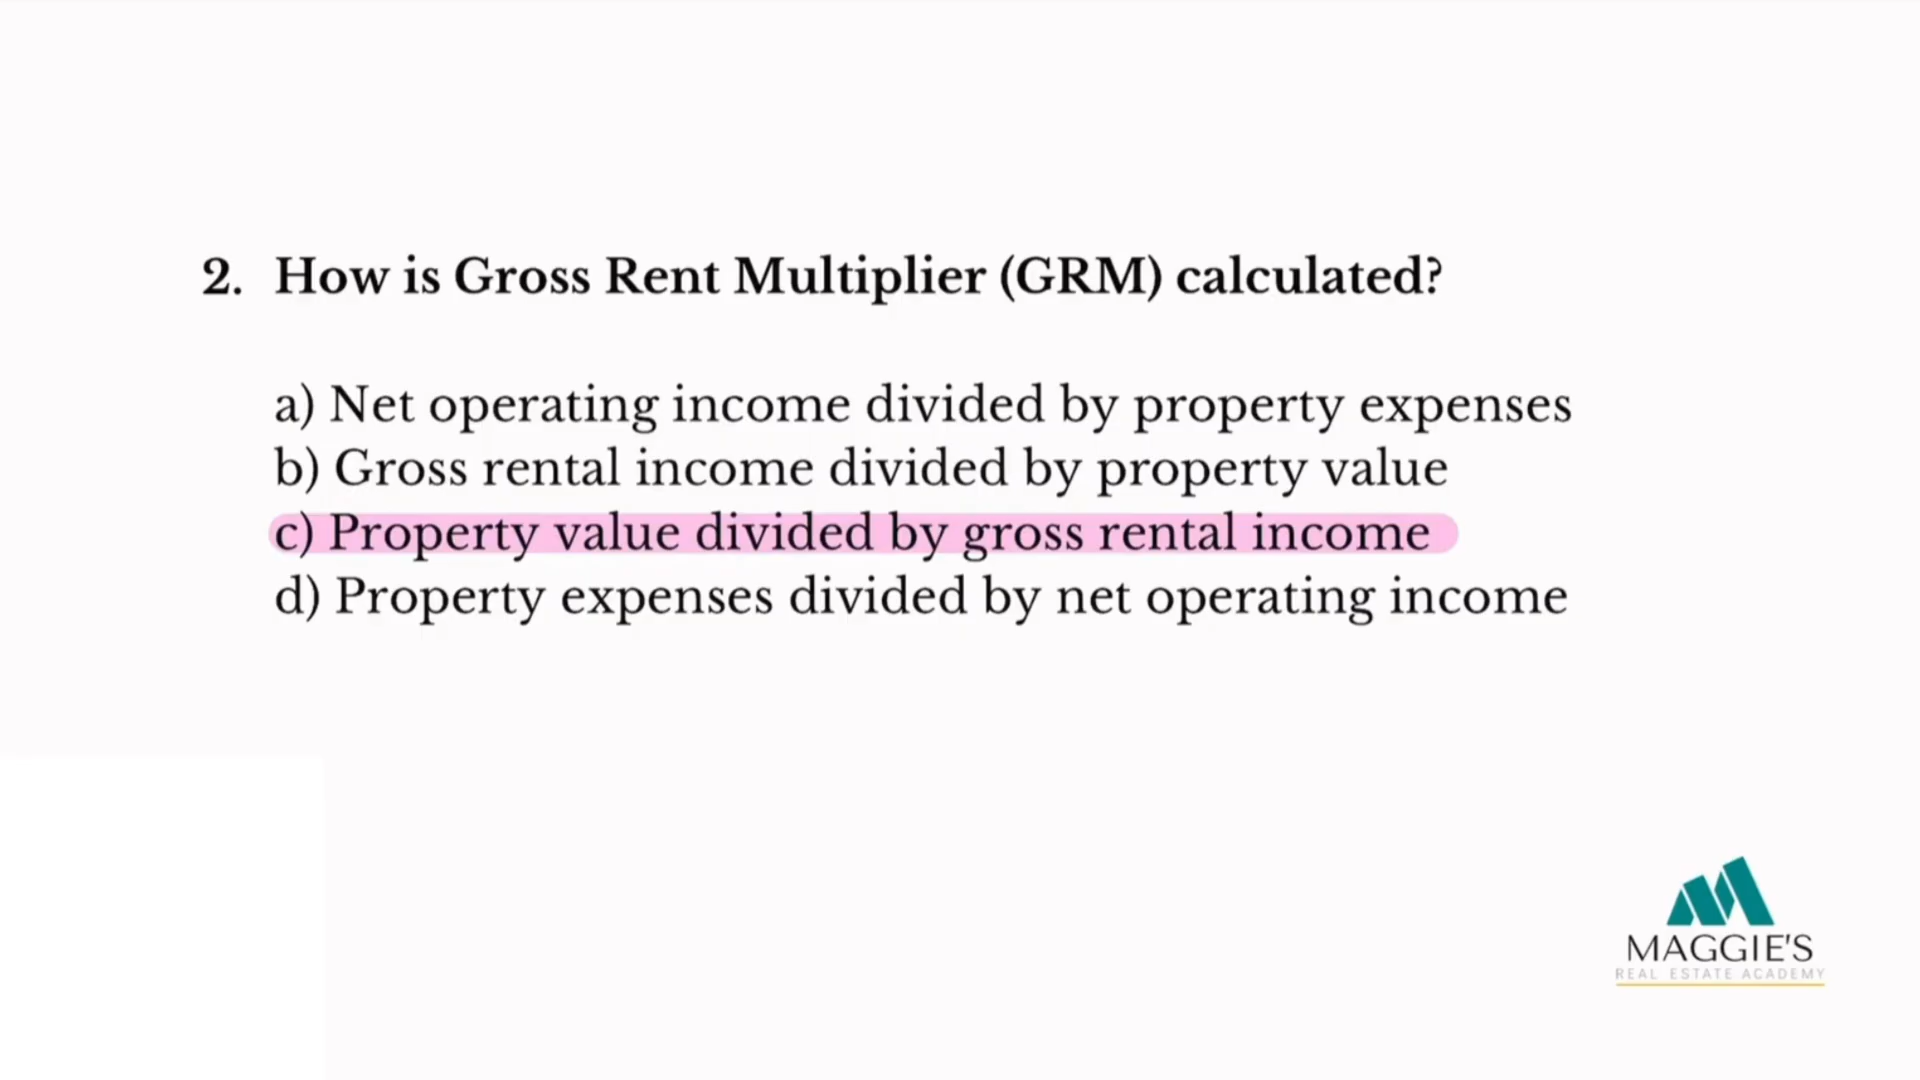 2. How is Gross Rent Multiplier (GRM) calculated?
a) Net operating income divided by property expenses
b) Gross rental income divided by property value
c) Property value divided by gross rental income
d) Property expenses divided by net operating income
MAGGIE'S
REAL ESTATE ACADEMY